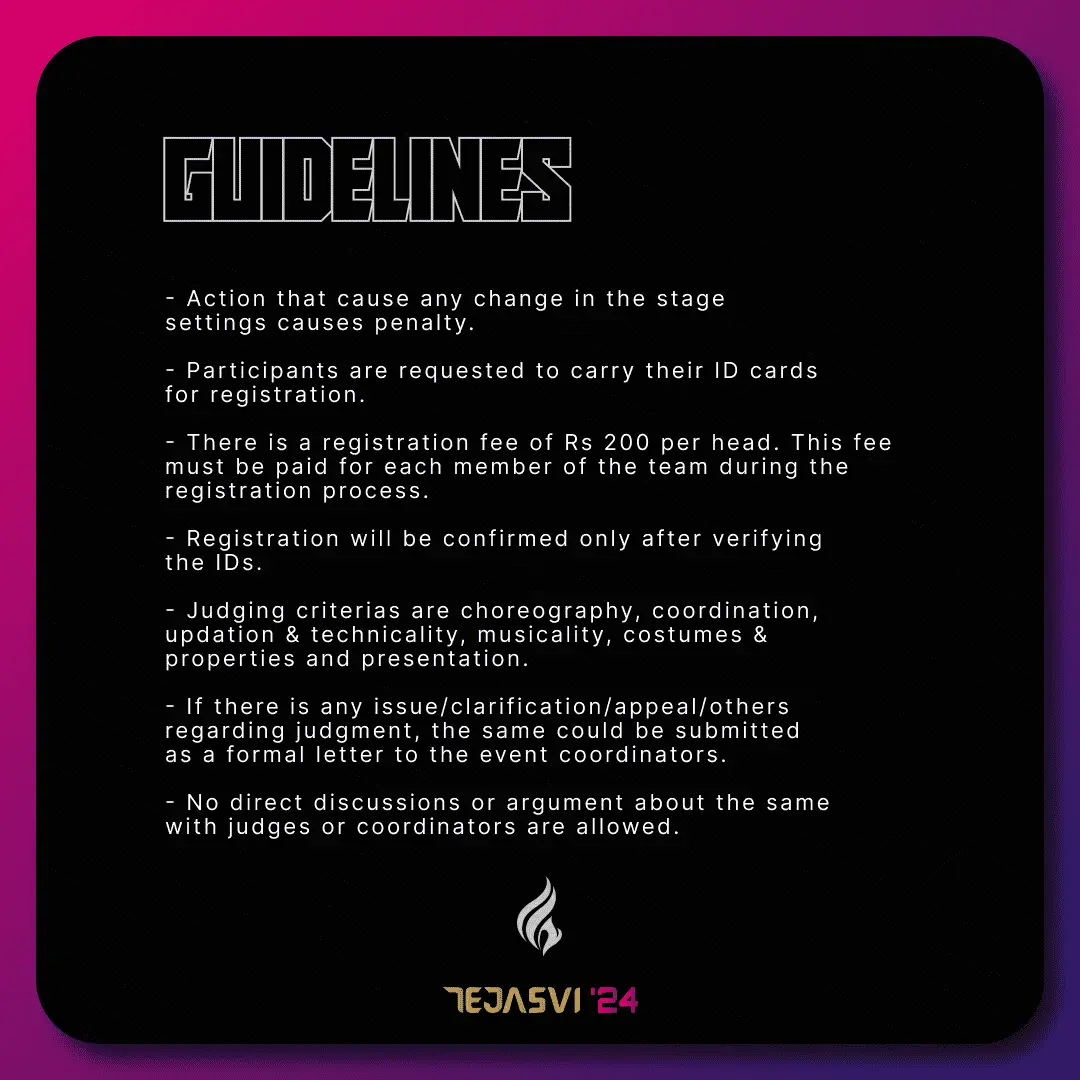 GUIDELINES
- Action that cause any change in the stage
settings causes penalty.
- Participants are requested to carry their ID cards
for registration.
- There is a registration fee of Rs 200 per head. This fee
must be paid for each member of the team during the
registration process.
- Registration will be confirmed only after verifying
the IDs.
- Judging criterias are choreography, coordination,
updation & technicality, musicality, costumes &
properties and presentation.
- If there is any issue/clarification/appeal/others
regarding judgment, the same could be submitted
as a formal letter to the event coordinators.
- No direct discussions or argument about the same
with judges or coordinators are allowed.
TEJASVI '24